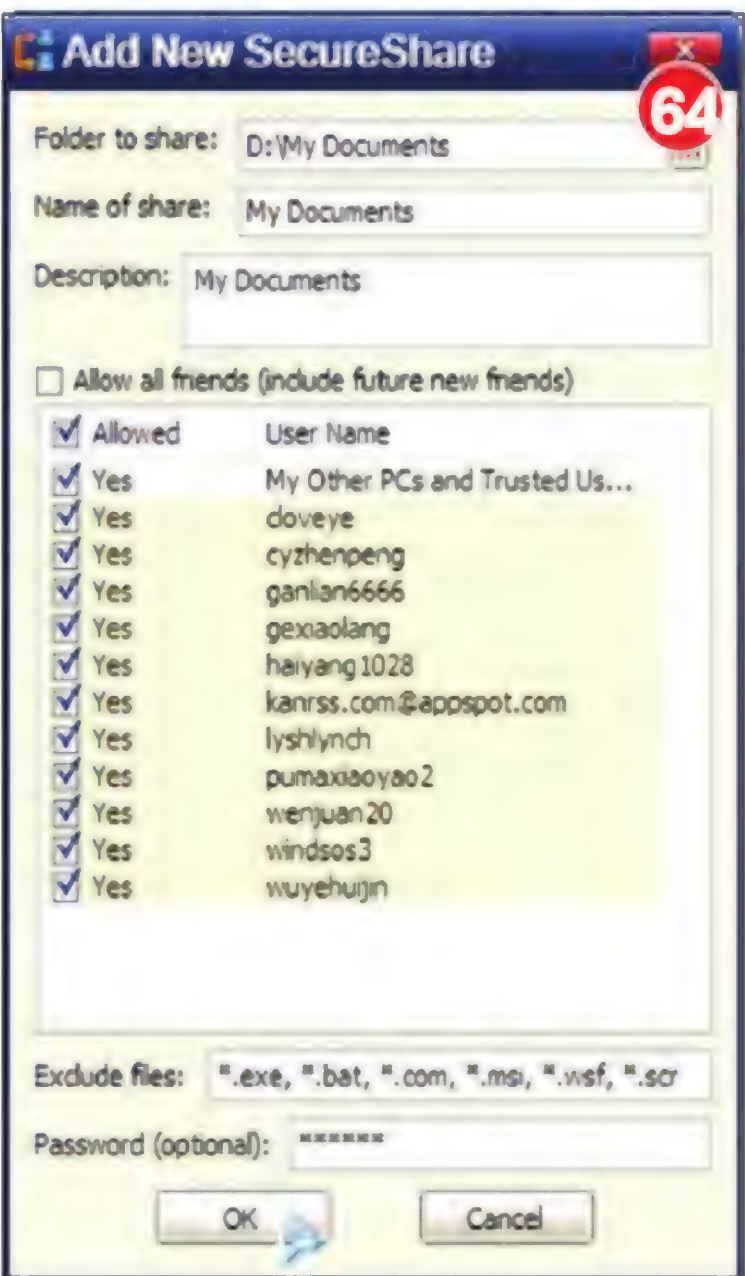 Add New SecureShare
64
Folder to share: D:\My Documents
Name of share: My Documents
Description: My Documents
Allow all friends (include future new friends)
Allowed User Name
Yes My Other PCs and Trusted Us...
Yes doveye
Yes cyzhenpeng
Yes ganlian6666
Yes gexiaolang
Yes haiyang1028
Yes kanrss.com@appspot.com
Yes lyshlynch
Yes pumaxiaoyao2
Yes wenjuan20
Yes windsos3
Yes wuyehuijin
Exclude files: *.exe, *.bat, *.com, *.msi, *.wsf, *.scr
Password (optional): ******
OK Cancel